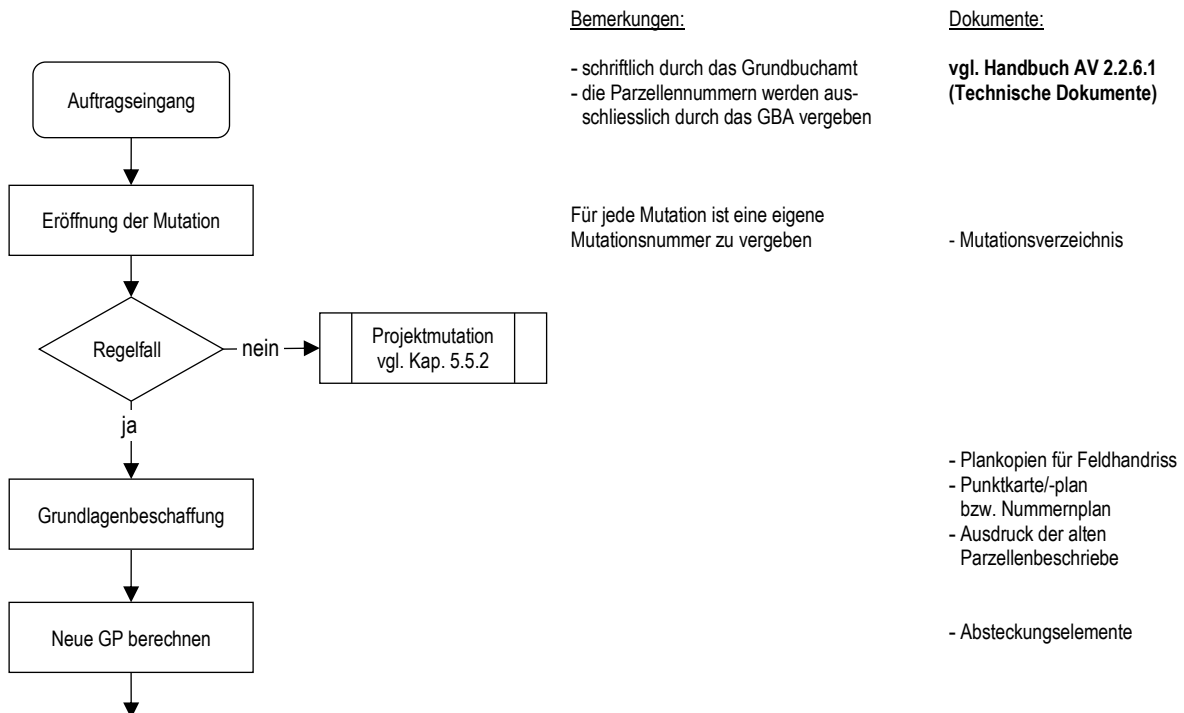 Bemerkungen:
Dokumente:
Auftragseingang
- schriftlich durch das Grundbuchamt
- die Parzellennummern werden aus-
schliesslich durch das GBA vergeben
vgl. Handbuch AV 2.2.6.1
(Technische Dokumente)
Eröffnung der Mutation
Für jede Mutation ist eine eigene
Mutationsnummer zu vergeben
- Mutationsverzeichnis
Regelfall
nein
Projektmutation
vgl. Kap. 5.5.2
ja
Grundlagenbeschaffung
- Plankopien für Feldhandriss
- Punktkarte/-plan
bzw. Nummernplan
- Ausdruck der alten
Parzellenbeschriebe
Neue GP berechnen
- Absteckungselemente